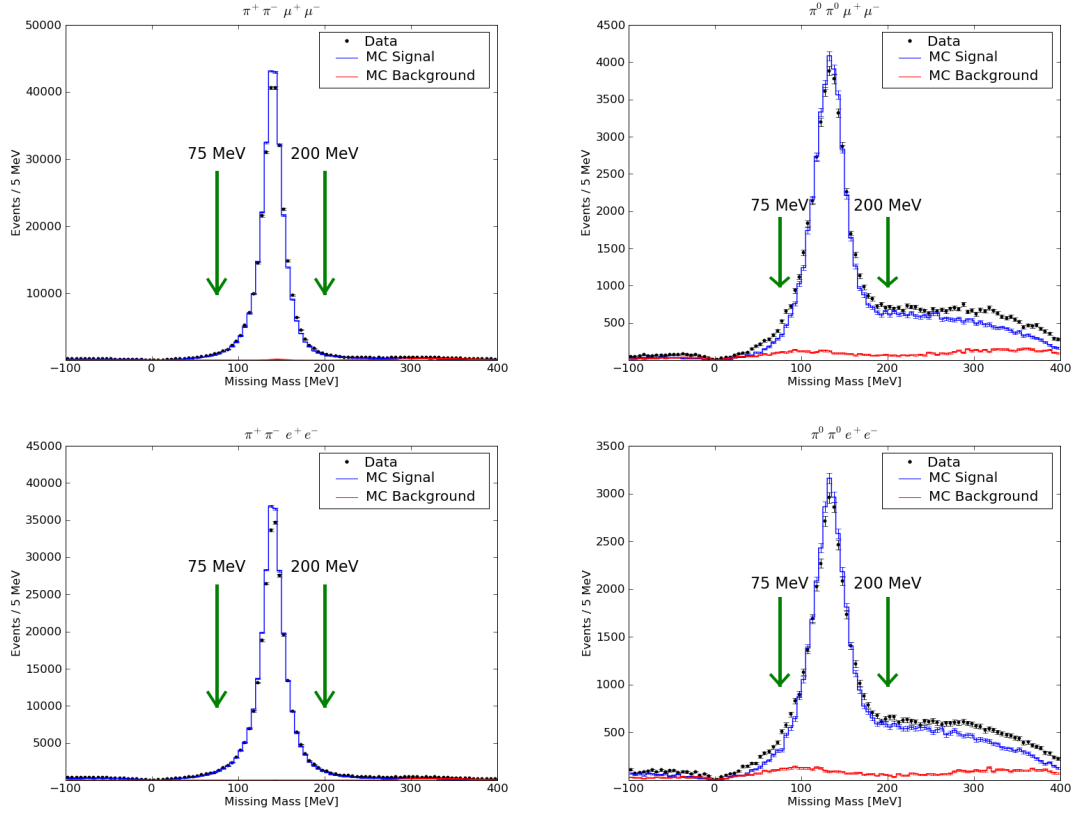 π⁺ π⁻ μ⁺ μ⁻
50000
40000
30000
20000
10000
Events / 5 MeV
Data
MC Signal
MC Background
75 MeV
200 MeV
−100
0
100
200
300
400
Missing Mass [MeV]
π⁰ π⁰ μ⁺ μ⁻
4500
4000
3500
3000
2500
2000
1500
1000
500
Events / 5 MeV
Data
MC Signal
MC Background
75 MeV
200 MeV
−100
0
100
200
300
400
Missing Mass [MeV]
π⁺ π⁻ e⁺ e⁻
45000
40000
35000
30000
25000
20000
15000
10000
5000
Events / 5 MeV
Data
MC Signal
MC Background
75 MeV
200 MeV
−100
0
100
200
300
400
Missing Mass [MeV]
π⁰ π⁰ e⁺ e⁻
3500
3000
2500
2000
1500
1000
500
Events / 5 MeV
Data
MC Signal
MC Background
75 MeV
200 MeV
−100
0
100
200
300
400
Missing Mass [MeV]